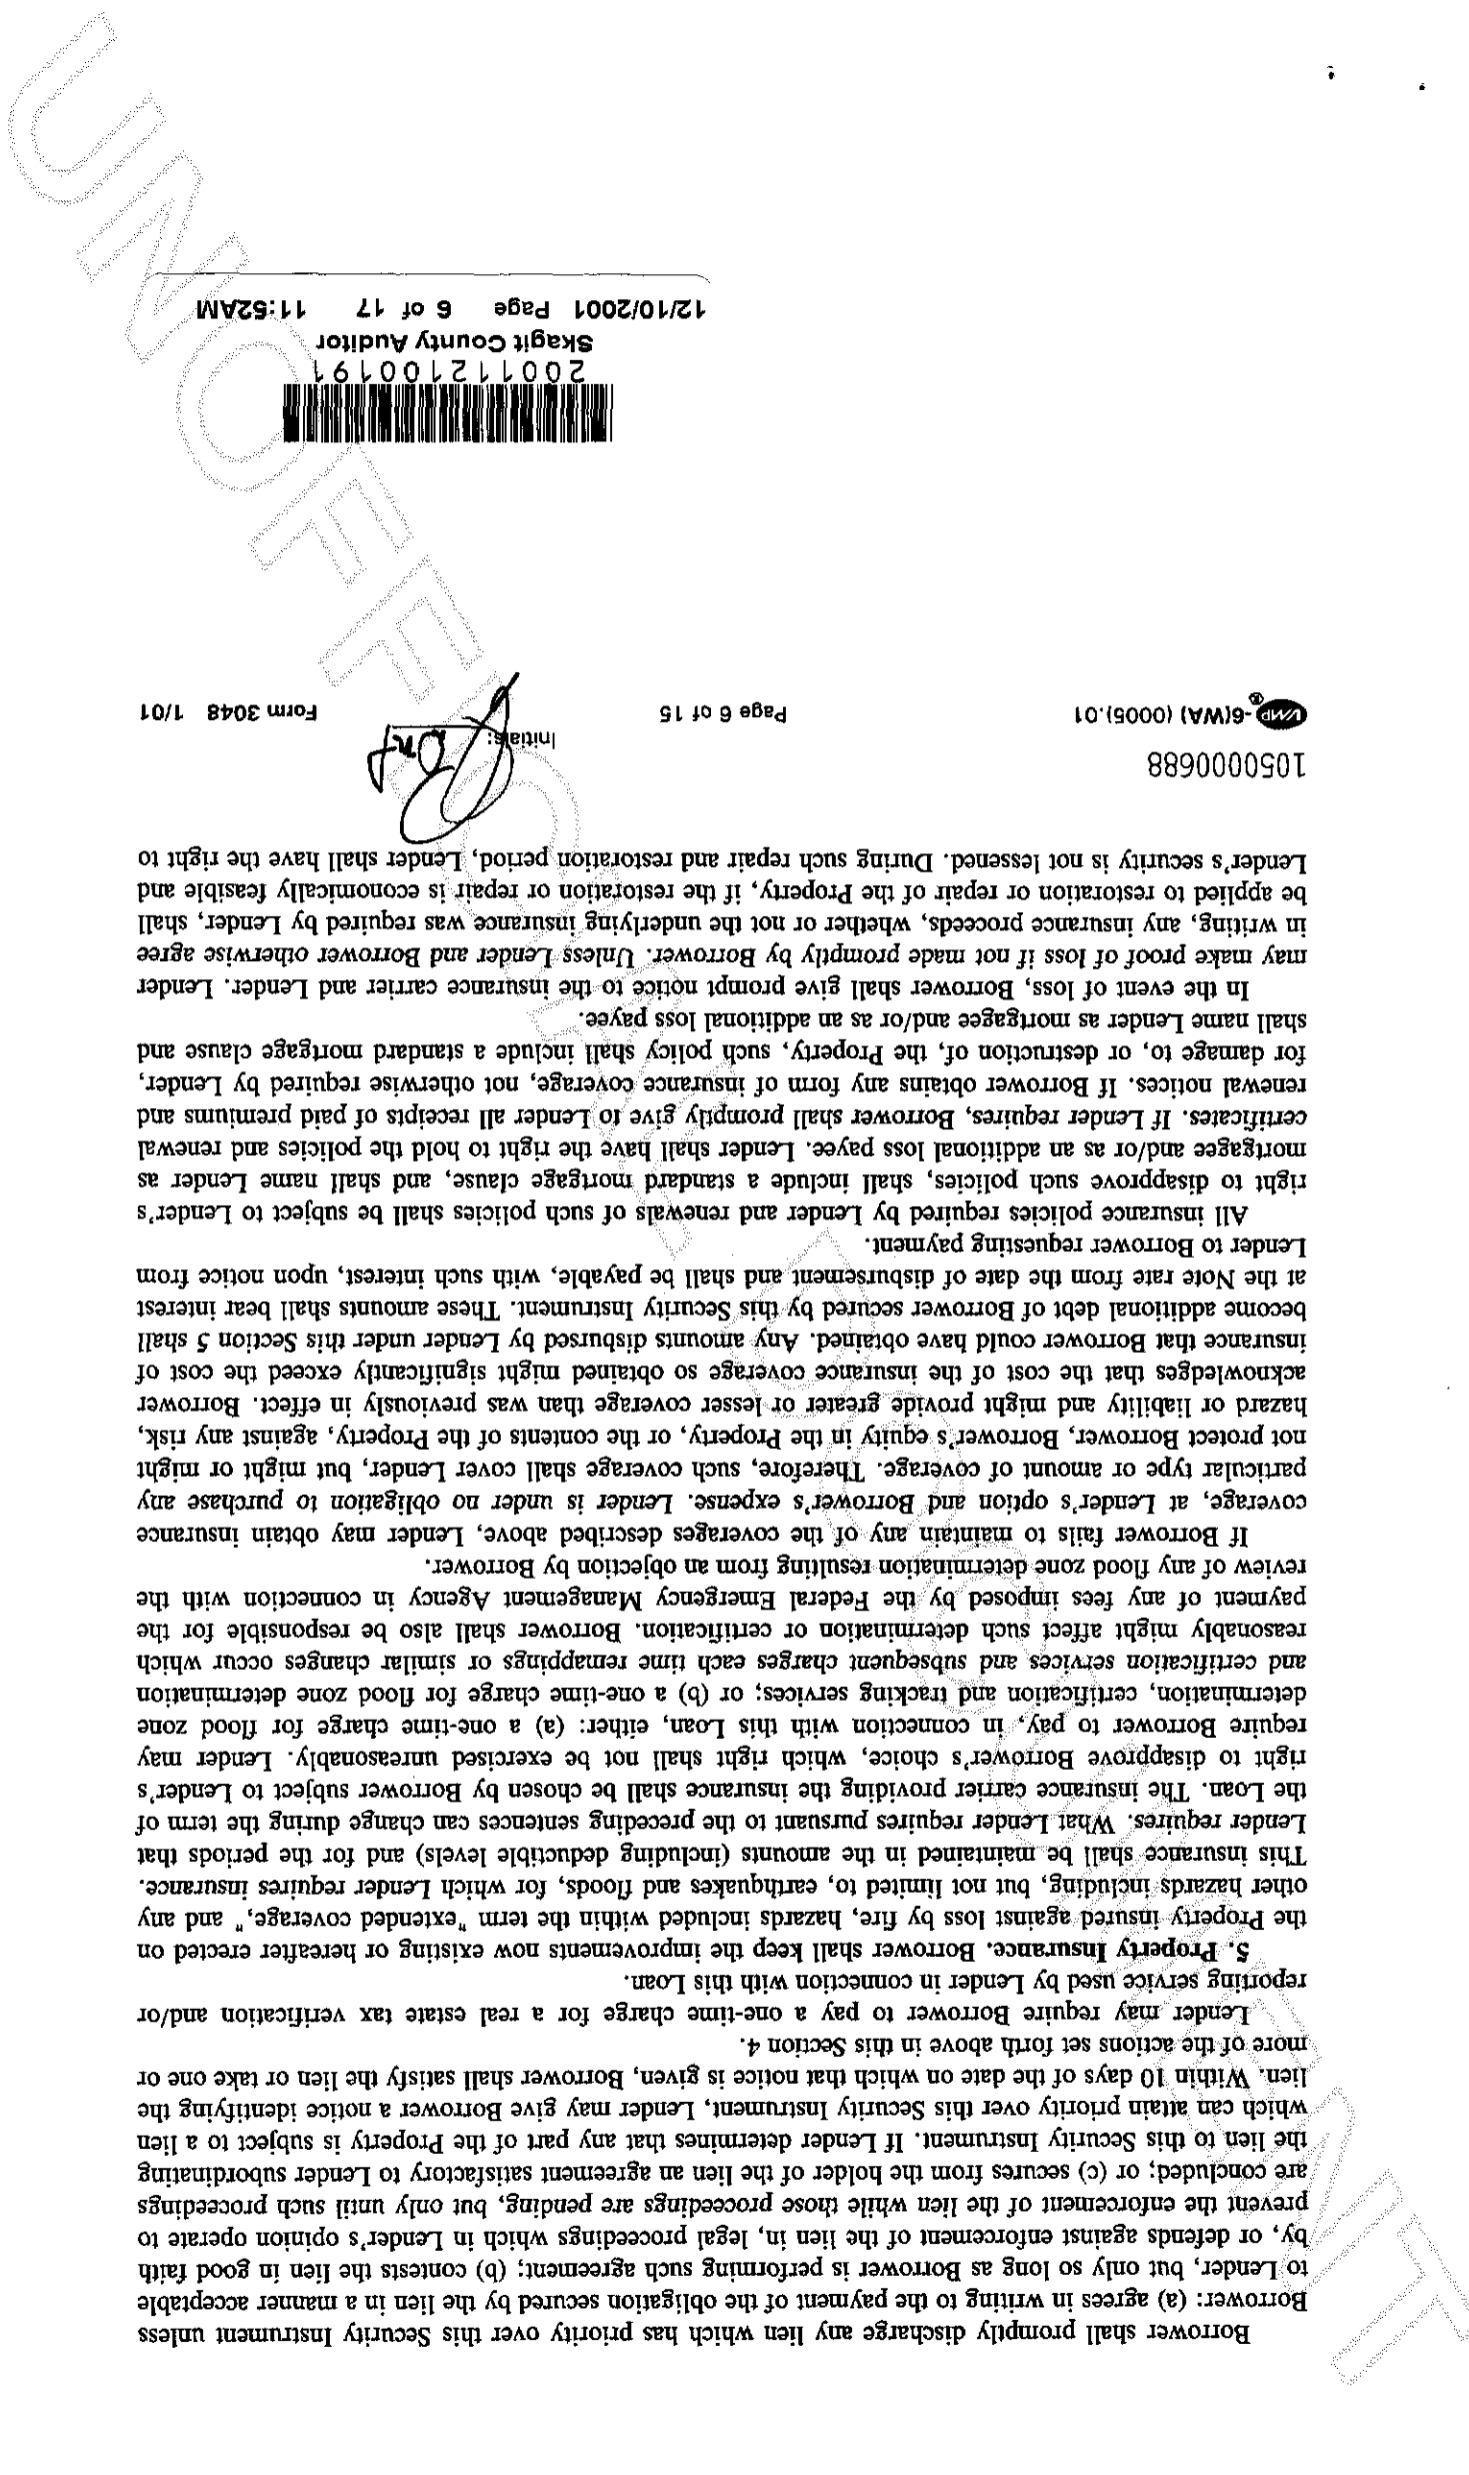 Borrower shall promptly discharge any lien which has priority over this Security Instrument unless
Borrower: (a) agrees in writing to the payment of the obligation secured by the lien in a manner acceptable
to Lender, but only so long as Borrower is performing such agreement; (b) contests the lien in good faith
by, or defends against enforcement of the lien in, legal proceedings which in Lender's opinion operate to
prevent the enforcement of the lien while those proceedings are pending, but only until such proceedings
are concluded; or (c) secures from the holder of the lien an agreement satisfactory to Lender subordinating
the lien to this Security Instrument. If Lender determines that any part of the Property is subject to a lien
which can attain priority over this Security Instrument, Lender may give Borrower a notice identifying the
lien. Within 10 days of the date on which that notice is given, Borrower shall satisfy the lien or take one or
more of the actions set forth above in this Section 4.
Lender may require Borrower to pay a one-time charge for a real estate tax verification and/or
reporting service used by Lender in connection with this Loan.
5. Property Insurance. Borrower shall keep the improvements now existing or hereafter erected on
the Property insured against loss by fire, hazards included within the term "extended coverage," and any
other hazards including, but not limited to, earthquakes and floods, for which Lender requires insurance.
This insurance shall be maintained in the amounts (including deductible levels) and for the periods that
Lender requires. What Lender requires pursuant to the preceding sentences can change during the term of
the Loan. The insurance carrier providing the insurance shall be chosen by Borrower subject to Lender's
right to disapprove Borrower's choice, which right shall not be exercised unreasonably. Lender may
require Borrower to pay, in connection with this Loan, either: (a) a one-time charge for flood zone
determination, certification and tracking services; or (b) a one-time charge for flood zone determination
and certification services and subsequent charges each time remappings or similar changes occur which
reasonably might affect such determination or certification. Borrower shall also be responsible for the
payment of any fees imposed by the Federal Emergency Management Agency in connection with the
review of any flood zone determination resulting from an objection by Borrower.
If Borrower fails to maintain any of the coverages described above, Lender may obtain insurance
coverage, at Lender's option and Borrower's expense. Lender is under no obligation to purchase any
particular type or amount of coverage. Therefore, such coverage shall cover Lender, but might or might
not protect Borrower, Borrower's equity in the Property, or the contents of the Property, against any risk,
hazard or liability and might provide greater or lesser coverage than was previously in effect. Borrower
acknowledges that the cost of the insurance coverage so obtained might significantly exceed the cost of
insurance that Borrower could have obtained. Any amounts disbursed by Lender under this Section 5 shall
become additional debt of Borrower secured by this Security Instrument. These amounts shall bear interest
at the Note rate from the date of disbursement and shall be payable, with such interest, upon notice from
Lender to Borrower requesting payment.
All insurance policies required by Lender and renewals of such policies shall be subject to Lender's
right to disapprove such policies, shall include a standard mortgage clause, and shall name Lender as
mortgagee and/or as an additional loss payee. Lender shall have the right to hold the policies and renewal
certificates. If Lender requires, Borrower shall promptly give to Lender all receipts of paid premiums and
renewal notices. If Borrower obtains any form of insurance coverage, not otherwise required by Lender,
for damage to, or destruction of, the Property, such policy shall include a standard mortgage clause and
shall name Lender as mortgagee and/or as an additional loss payee.
In the event of loss, Borrower shall give prompt notice to the insurance carrier and Lender. Lender
may make proof of loss if not made promptly by Borrower. Unless Lender and Borrower otherwise agree
in writing, any insurance proceeds, whether or not the underlying insurance was required by Lender, shall
be applied to restoration or repair of the Property, if the restoration or repair is economically feasible and
Lender's security is not lessened. During such repair and restoration period, Lender shall have the right to
105000688
Initials:
VMP®-6(WA) (0005).01 Page 6 of 15 Form 3048 1/01
200112100191
Skagit County Auditor
12/10/2001 Page 6 of 17 11:52AM
UNOFFICIAL DOCUMENT